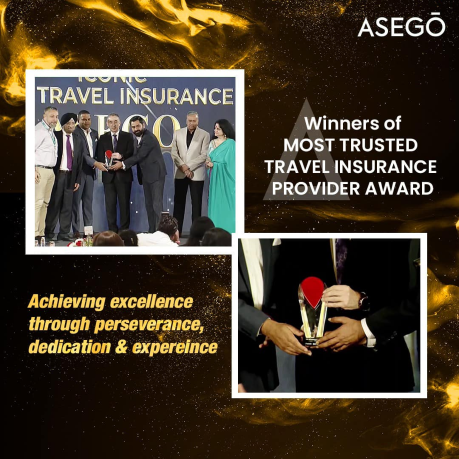 ASEGŌ
ICONIC
TRAVEL INSURANCE
Winners of
MOST TRUSTED
TRAVEL INSURANCE
PROVIDER AWARD
Achieving excellence
through perseverance,
dedication & expereince